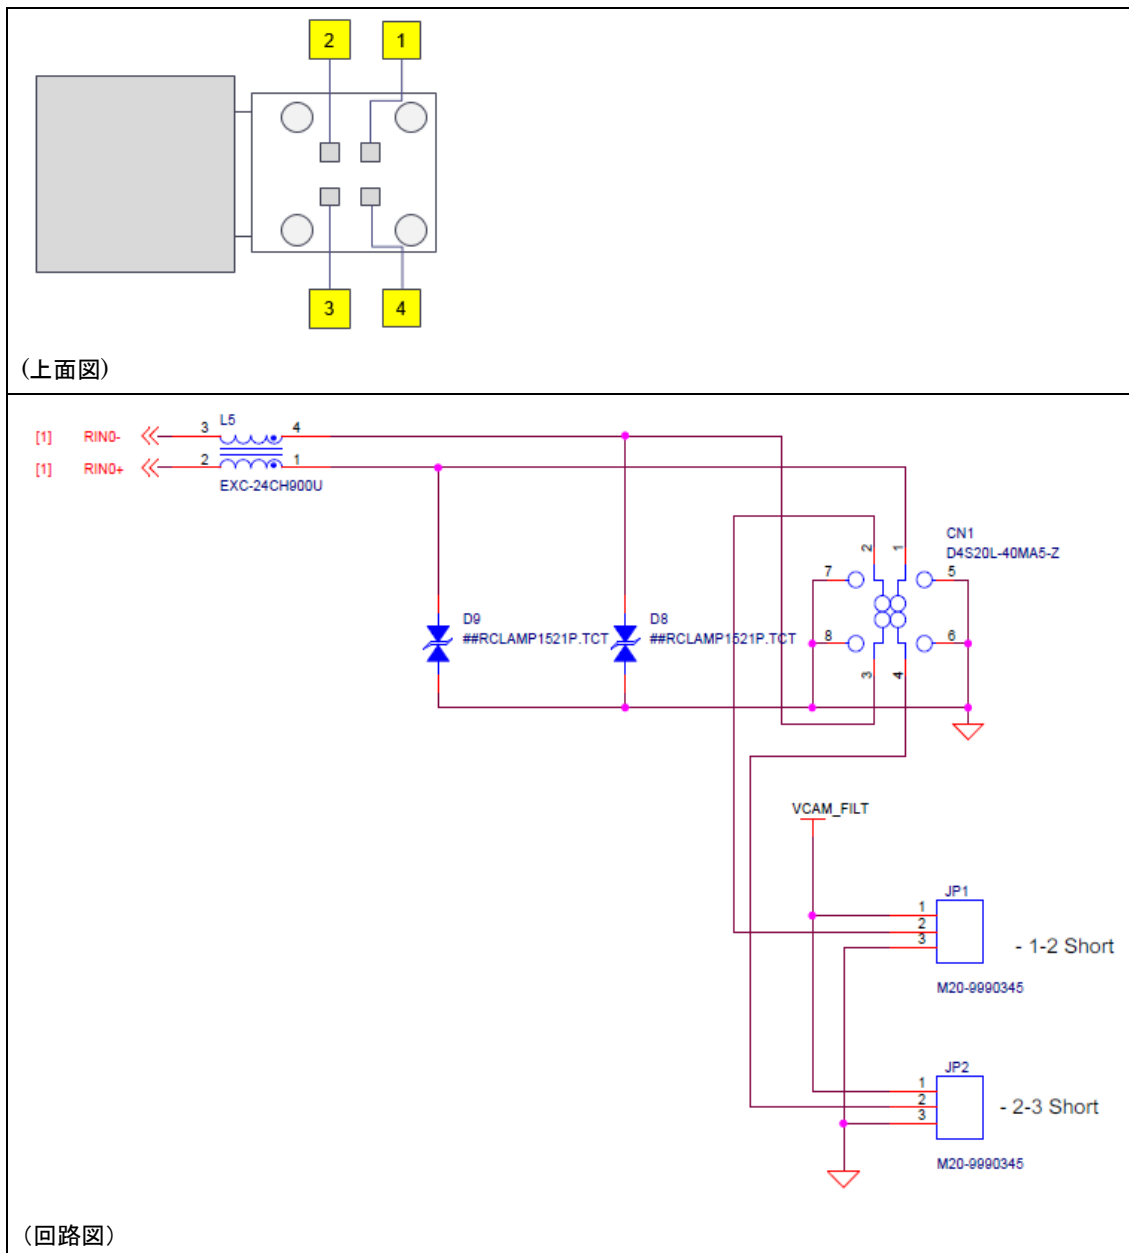 2 1
3 4
(上面図)
L5
[1] RIN0- 3 4
[1] RIN0+ 2 1
EXC-24CH900U
CN1
D4S20L-40MA5-Z
2 1
7 5
8 6
3 4
D9
##RCLAMP1521P.TCT
D8
##RCLAMP1521P.TCT
VCAM_FILT
JP1
1
2
3
- 1-2 Short
M20-9990345
JP2
1
2
3
- 2-3 Short
M20-9990345
(回路図)